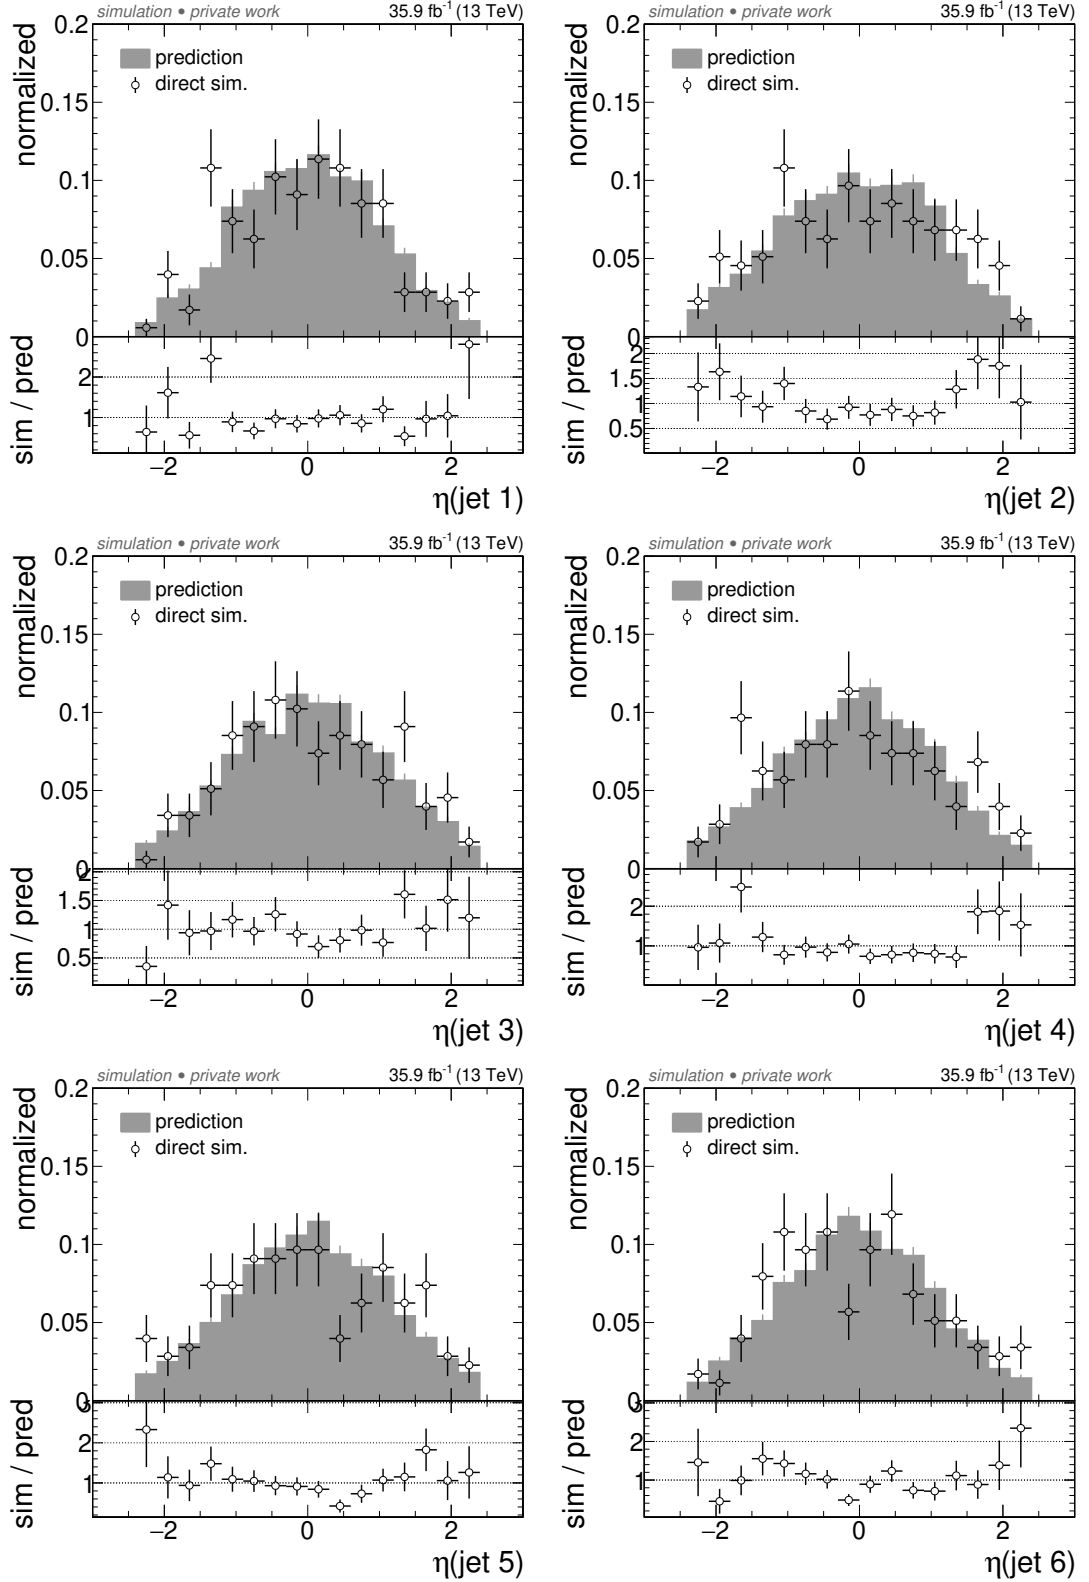 simulation • private work 35.9 fb-1 (13 TeV)
normalized
0.2
0.15
0.1
0.05
0
prediction
direct sim.
sim / pred
2
1
−2 0 2
η(jet 1)
simulation • private work 35.9 fb-1 (13 TeV)
normalized
0.2
0.15
0.1
0.05
0
prediction
direct sim.
sim / pred
2
1.5
1
0.5
−2 0 2
η(jet 2)
simulation • private work 35.9 fb-1 (13 TeV)
normalized
0.2
0.15
0.1
0.05
0
prediction
direct sim.
sim / pred
2
1.5
1
0.5
−2 0 2
η(jet 3)
simulation • private work 35.9 fb-1 (13 TeV)
normalized
0.2
0.15
0.1
0.05
0
prediction
direct sim.
sim / pred
2
1
−2 0 2
η(jet 4)
simulation • private work 35.9 fb-1 (13 TeV)
normalized
0.2
0.15
0.1
0.05
0
prediction
direct sim.
sim / pred
3
2
1
−2 0 2
η(jet 5)
simulation • private work 35.9 fb-1 (13 TeV)
normalized
0.2
0.15
0.1
0.05
0
prediction
direct sim.
sim / pred
3
2
1
−2 0 2
η(jet 6)